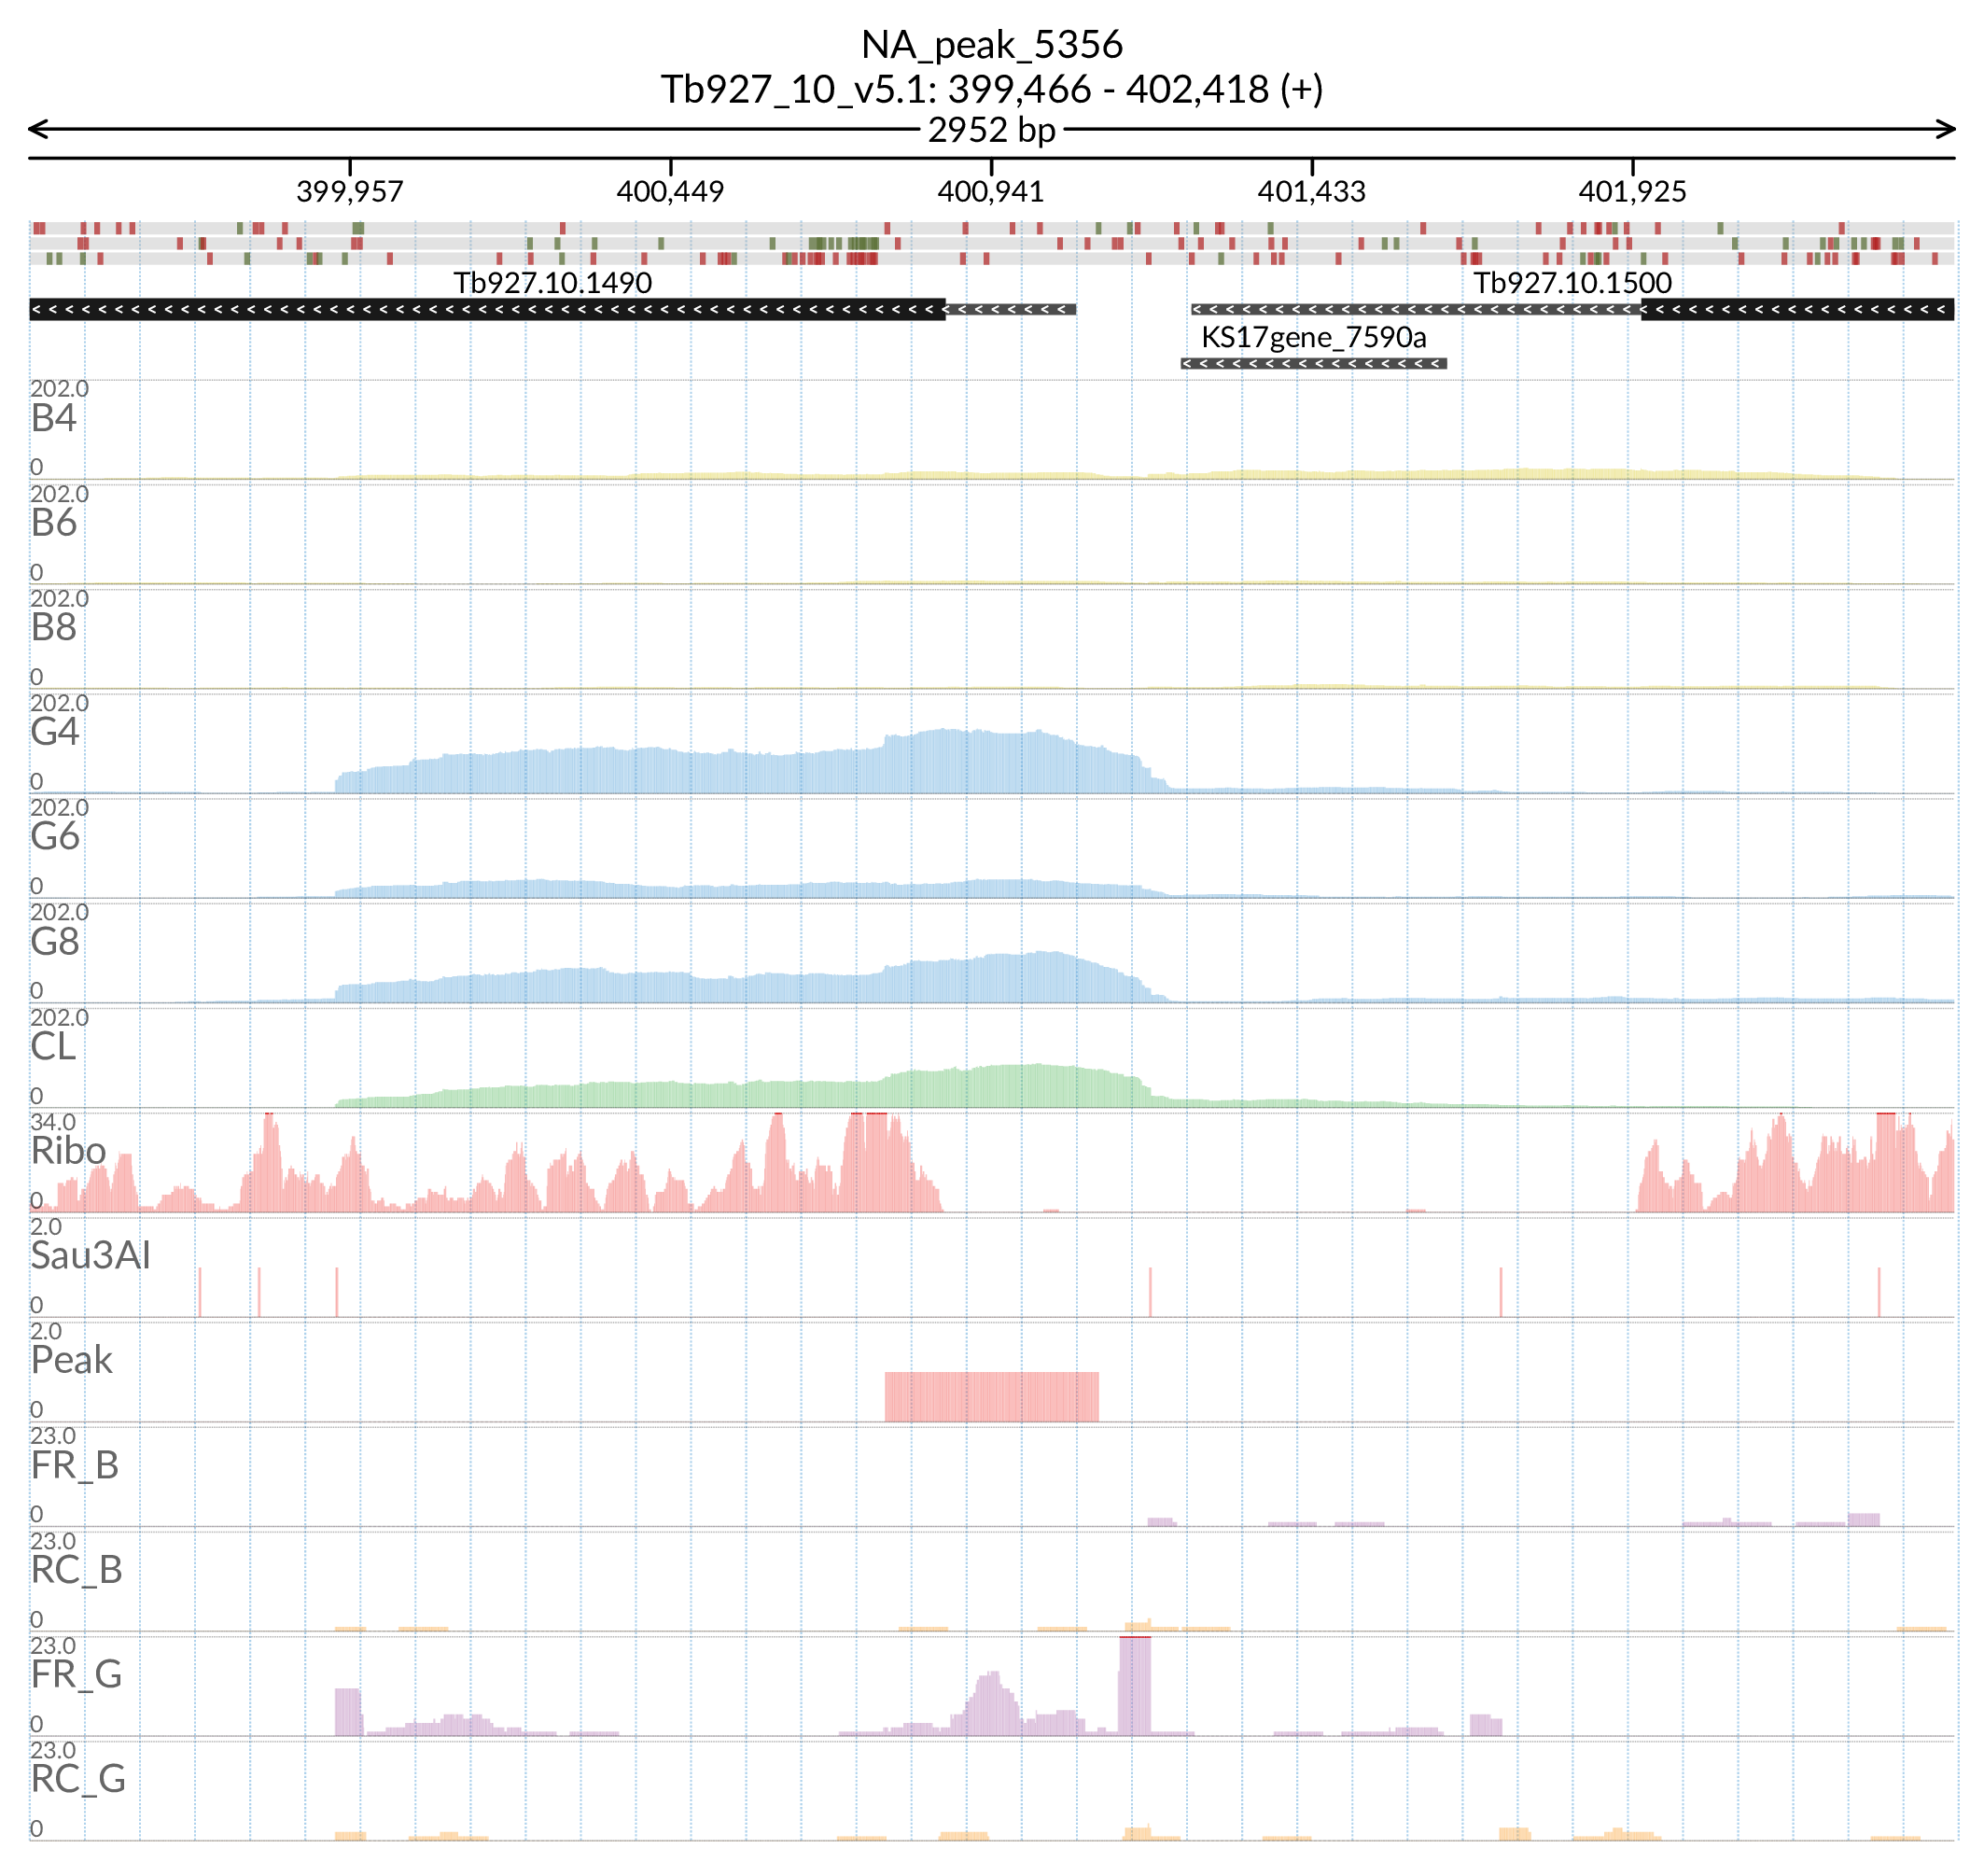 NA_peak_5356
Tb927_10_v5.1: 399,466 - 402,418 (+)
2952 bp
399,957 400,449 400,941 401,433 401,925
Tb927.10.1490 Tb927.10.1500
KS17gene_7590a
202.0
B4
0
202.0
B6
0
202.0
B8
0
202.0
G4
0
202.0
G6
0
202.0
G8
0
202.0
CL
0
34.0
Ribo
0
2.0
Sau3AI
0
2.0
Peak
0
23.0
FR_B
0
23.0
RC_B
0
23.0
FR_G
0
23.0
RC_G
0